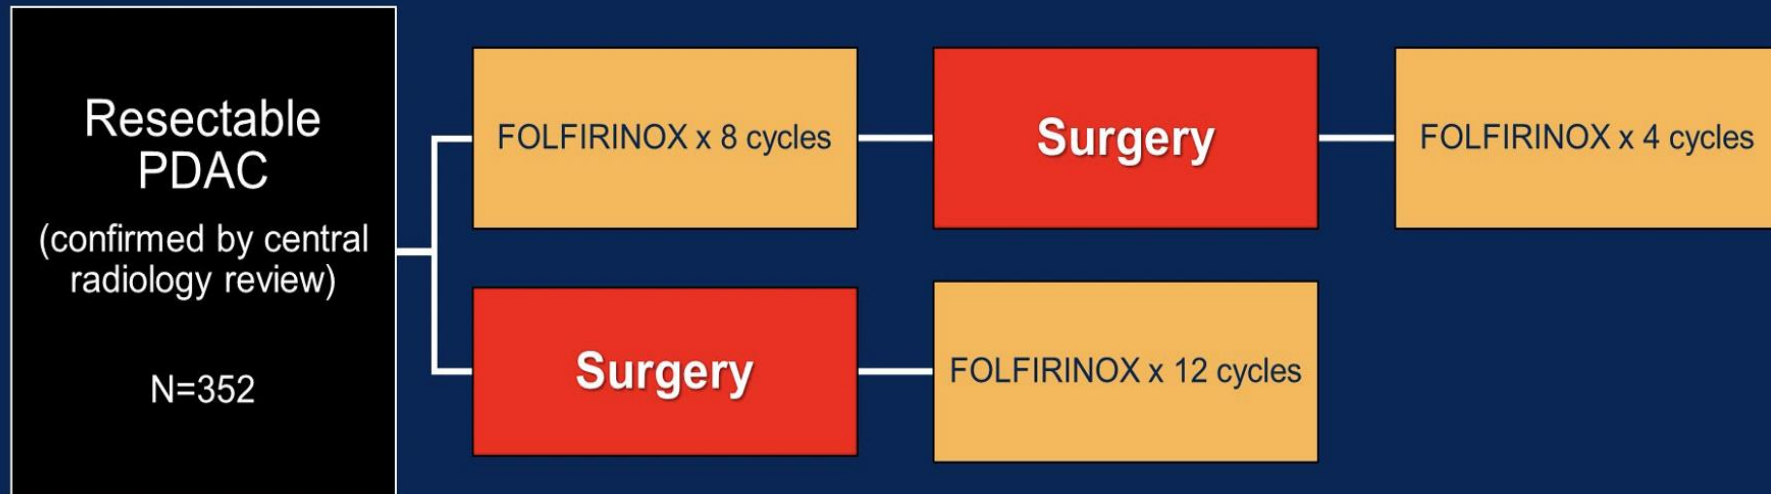 Resectable
PDAC
(confirmed by central
radiology review)
N=352
FOLFIRINOX x 8 cycles
Surgery
FOLFIRINOX x 4 cycles
Surgery
FOLFIRINOX x 12 cycles